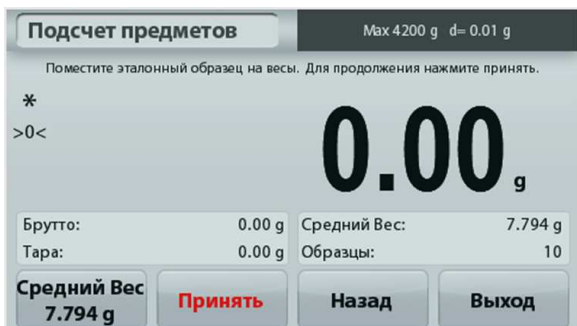 Подсчет предметов
Max 4200 g d= 0.01 g
Поместите эталонный образец на весы. Для продолжения нажмите принять.
*
>0<
0.00 g
Брутто: 0.00 g
Средний Вес: 7.794 g
Тара: 0.00 g
Образцы: 10
Средний Вес
7.794 g
Принять
Назад
Выход